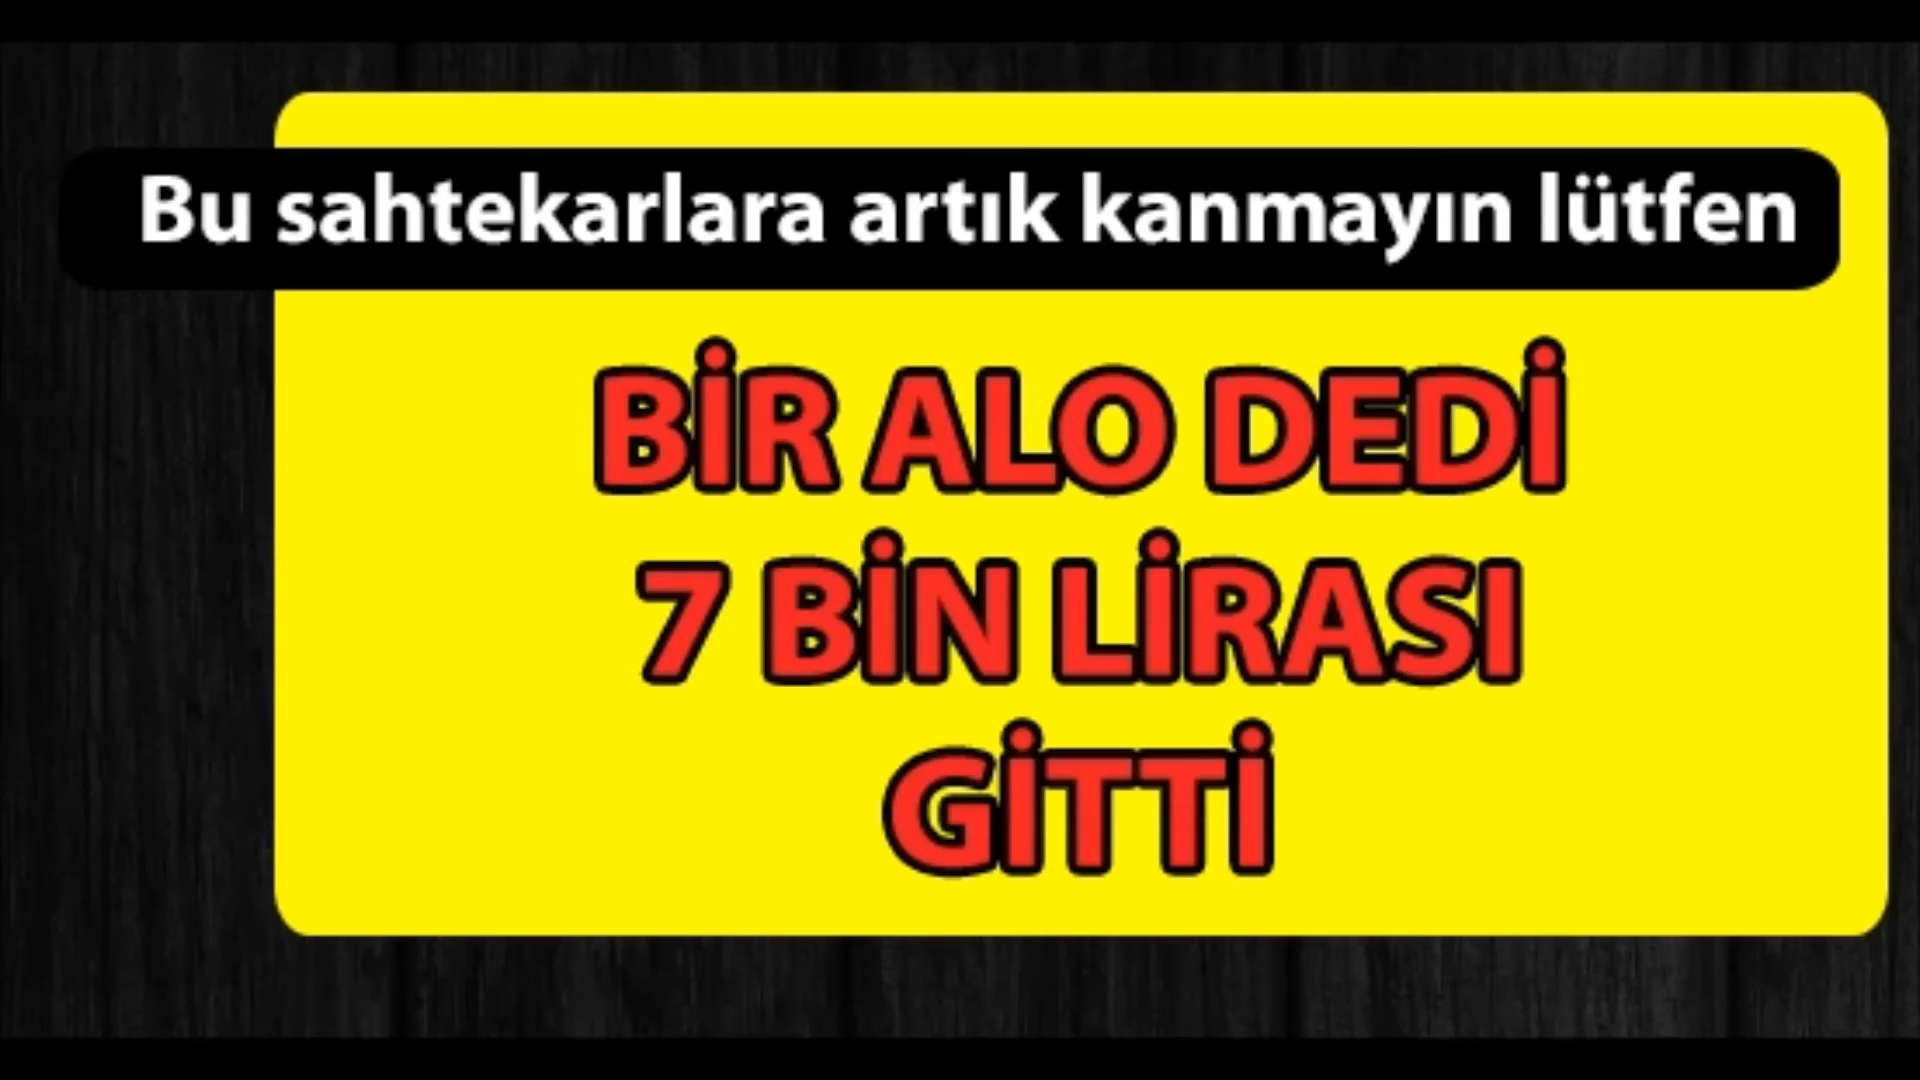 Bu sahtekarlara artık kanmayın lütfen
BİR ALO DEDİ
7 BİN LİRASI
GİTTİ